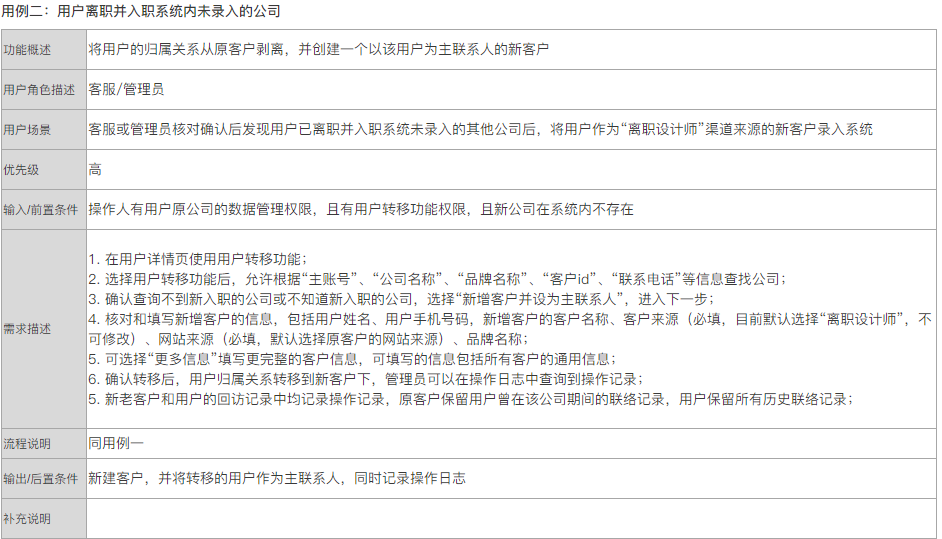 用例二：用户离职并入职系统内未录入的公司
功能概述
将用户的归属关系从原客户剥离，并创建一个以该用户为主联系人的新客户
用户角色描述
客服/管理员
用户场景
客服或管理员核对确认后发现用户已离职并入职系统未录入的其他公司后，将用户作为“离职设计师”渠道来源的新客户录入系统
优先级
高
输入/前置条件
操作人有用户原公司的数据管理权限，且有用户转移功能权限，且新公司在系统内不存在
需求描述
1. 在用户详情页使用用户转移功能；
2. 选择用户转移功能后，允许根据“主账号”、“公司名称”、“品牌名称”、“客户id”、“联系电话”等信息查找公司；
3. 确认查询不到新入职的公司或不知道新入职的公司，选择“新增客户并设为主联系人”，进入下一步；
4. 核对和填写新增客户的信息，包括用户姓名、用户手机号码，新增客户的客户名称、客户来源（必填，目前默认选择“离职设计师”，不
可修改）、网站来源（必填，默认选择原客户的网站来源）、品牌名称；
5. 可选择“更多信息”填写更完整的客户信息，可填写的信息包括所有客户的通用信息；
6. 确认转移后，用户归属关系转移到新客户下，管理员可以在操作日志中查询到操作记录；
5. 新老客户和用户的回访记录中均记录操作记录，原客户保留用户曾在该公司期间的联络记录，用户保留所有历史联络记录；
流程说明
同用例一
输出/后置条件
新建客户，并将转移的用户作为主联系人，同时记录操作日志
补充说明